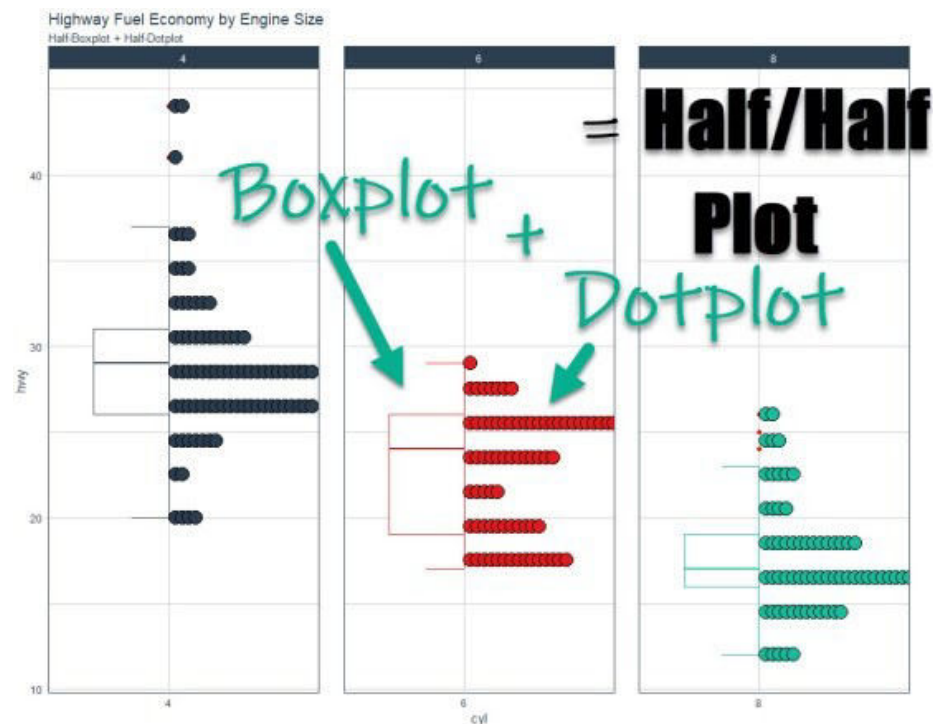 Highway Fuel Economy by Engine Size
Half-Boxplot + Half-Dotplot
4
6
8
= Half/Half
Plot
Boxplot
+
Dotplot
40
30
20
10
hwy
4
6
8
cyl